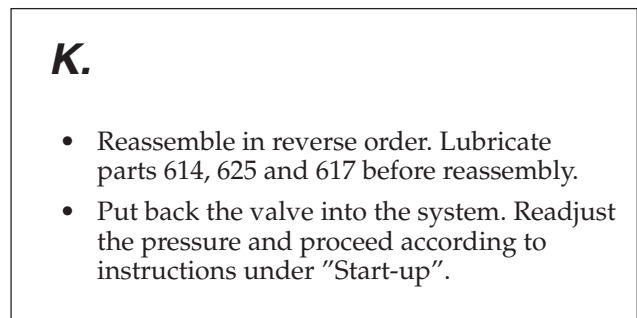 K.
• Reassemble in reverse order. Lubricate
parts 614, 625 and 617 before reassembly.
• Put back the valve into the system. Readjust
the pressure and proceed according to
instructions under ”Start-up”.